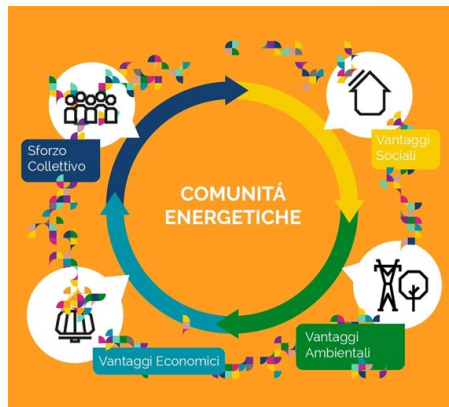 Sforzo
Collettivo
Vantaggi
Sociali
COMUNITÁ
ENERGETICHE
Vantaggi
Ambientali
Vantaggi Economici